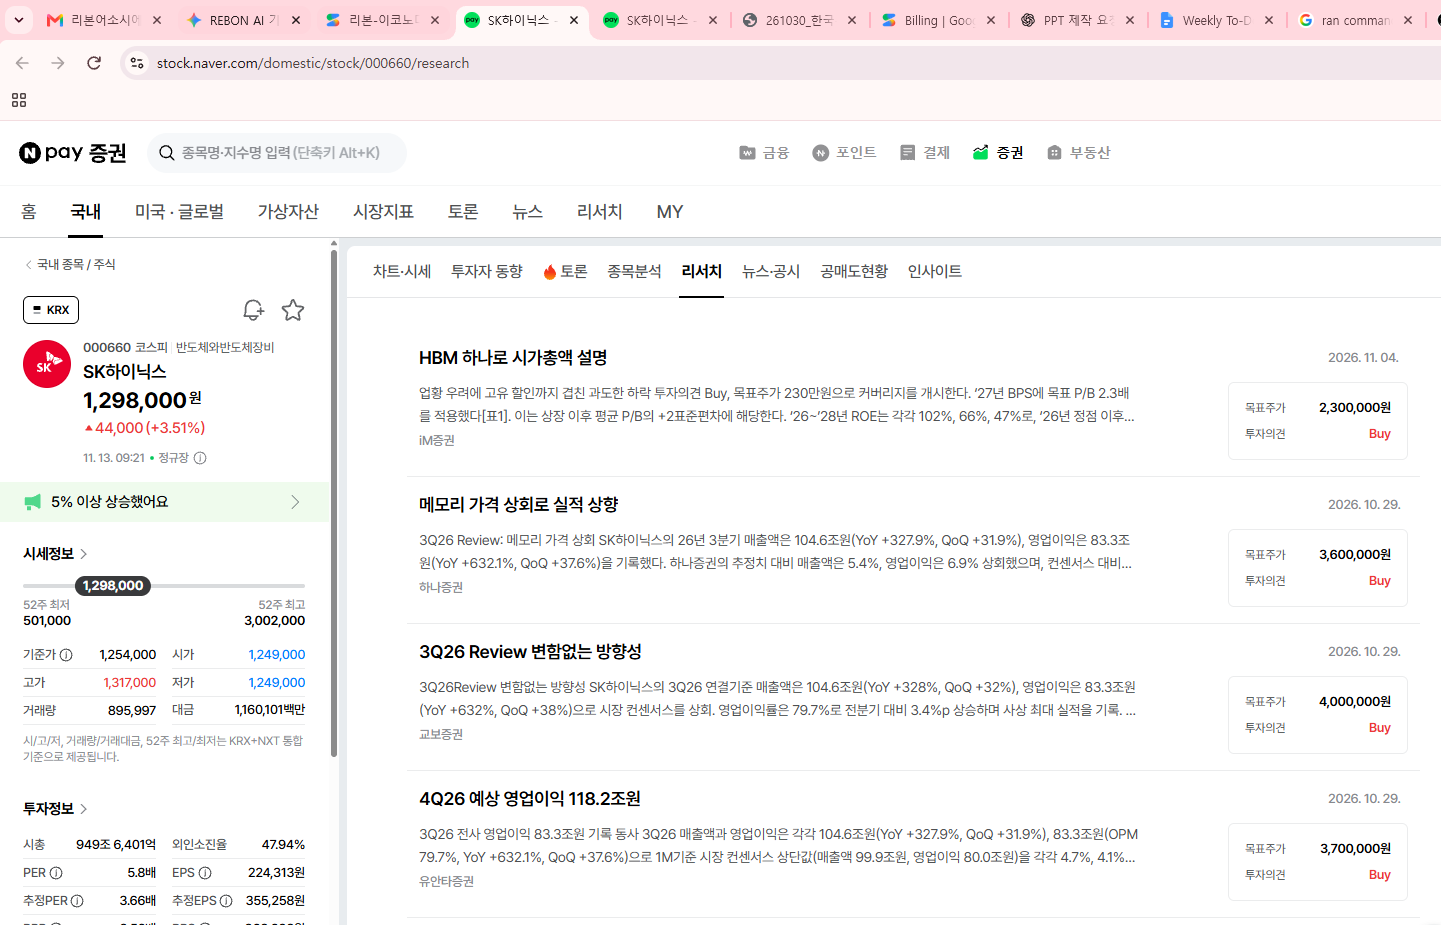 리본어소시에
REBON AI 기
리본-이코노미
SK하이닉스 -
SK하이닉스 -
261030_한국
Billing | Goo
PPT 제작 요청
Weekly To-D
ran comman
stock.naver.com/domestic/stock/000660/research
N pay 증권
종목명·지수명 입력(단축키 Alt+K)
금융
포인트
결제
증권
부동산
홈
국내
미국 · 글로벌
가상자산
시장지표
토론
뉴스
리서치
MY
국내 종목 / 주식
KRX
SK
000660 코스피 반도체와반도체장비
SK하이닉스
1,298,000원
44,000 (+3.51%)
11. 13. 09:21 • 정규장
5% 이상 상승했어요
시세정보
1,298,000
52주 최저 52주 최고
501,000 3,002,000
기준가 1,254,000 시가 1,249,000
고가 1,317,000 저가 1,249,000
거래량 895,997 대금 1,160,101백만
시/고/저, 거래량/거래대금, 52주 최고/최저는 KRX+NXT 통합
기준으로 제공됩니다.
투자정보
시총 949조 6,401억 외인소진율 47.94%
PER 5.8배 EPS 224,313원
추정PER 3.66배 추정EPS 355,258원
차트·시세
투자자 동향
토론
종목분석
리서치
뉴스·공시
공매도현황
인사이트
HBM 하나로 시가총액 설명
2026. 11. 04.
업황 우려에 고유 할인까지 겹친 과도한 하락 투자의견 Buy, 목표주가 230만원으로 커버리지를 개시한다. ‘27년 BPS에 목표 P/B 2.3배
를 적용했다[표1]. 이는 상장 이후 평균 P/B의 +2표준편차에 해당한다. ‘26~’28년 ROE는 각각 102%, 66%, 47%로, ‘26년 정점 이후...
iM증권
목표주가 2,300,000원
투자의견 Buy
메모리 가격 상회로 실적 상향
2026. 10. 29.
3Q26 Review: 메모리 가격 상회 SK하이닉스의 26년 3분기 매출액은 104.6조원(YoY +327.9%, QoQ +31.9%), 영업이익은 83.3조
원(YoY +632.1%, QoQ +37.6%)을 기록했다. 하나증권의 추정치 대비 매출액은 5.4%, 영업이익은 6.9% 상회했으며, 컨센서스 대비...
하나증권
목표주가 3,600,000원
투자의견 Buy
3Q26 Review 변함없는 방향성
2026. 10. 29.
3Q26Review 변함없는 방향성 SK하이닉스의 3Q26 연결기준 매출액은 104.6조원(YoY +328%, QoQ +32%), 영업이익은 83.3조원
(YoY +632%, QoQ +38%)으로 시장 컨센서스를 상회. 영업이익률은 79.7%로 전분기 대비 3.4%p 상승하며 사상 최대 실적을 기록. ...
교보증권
목표주가 4,000,000원
투자의견 Buy
4Q26 예상 영업이익 118.2조원
2026. 10. 29.
3Q26 전사 영업이익 83.3조원 기록 동사 3Q26 매출액과 영업이익은 각각 104.6조원(YoY +327.9%, QoQ +31.9%), 83.3조원(OPM
79.7%, YoY +632.1%, QoQ +37.6%)으로 1M기준 시장 컨센서스 상단값(매출액 99.9조원, 영업이익 80.0조원)을 각각 4.7%, 4.1%...
유안타증권
목표주가 3,700,000원
투자의견 Buy